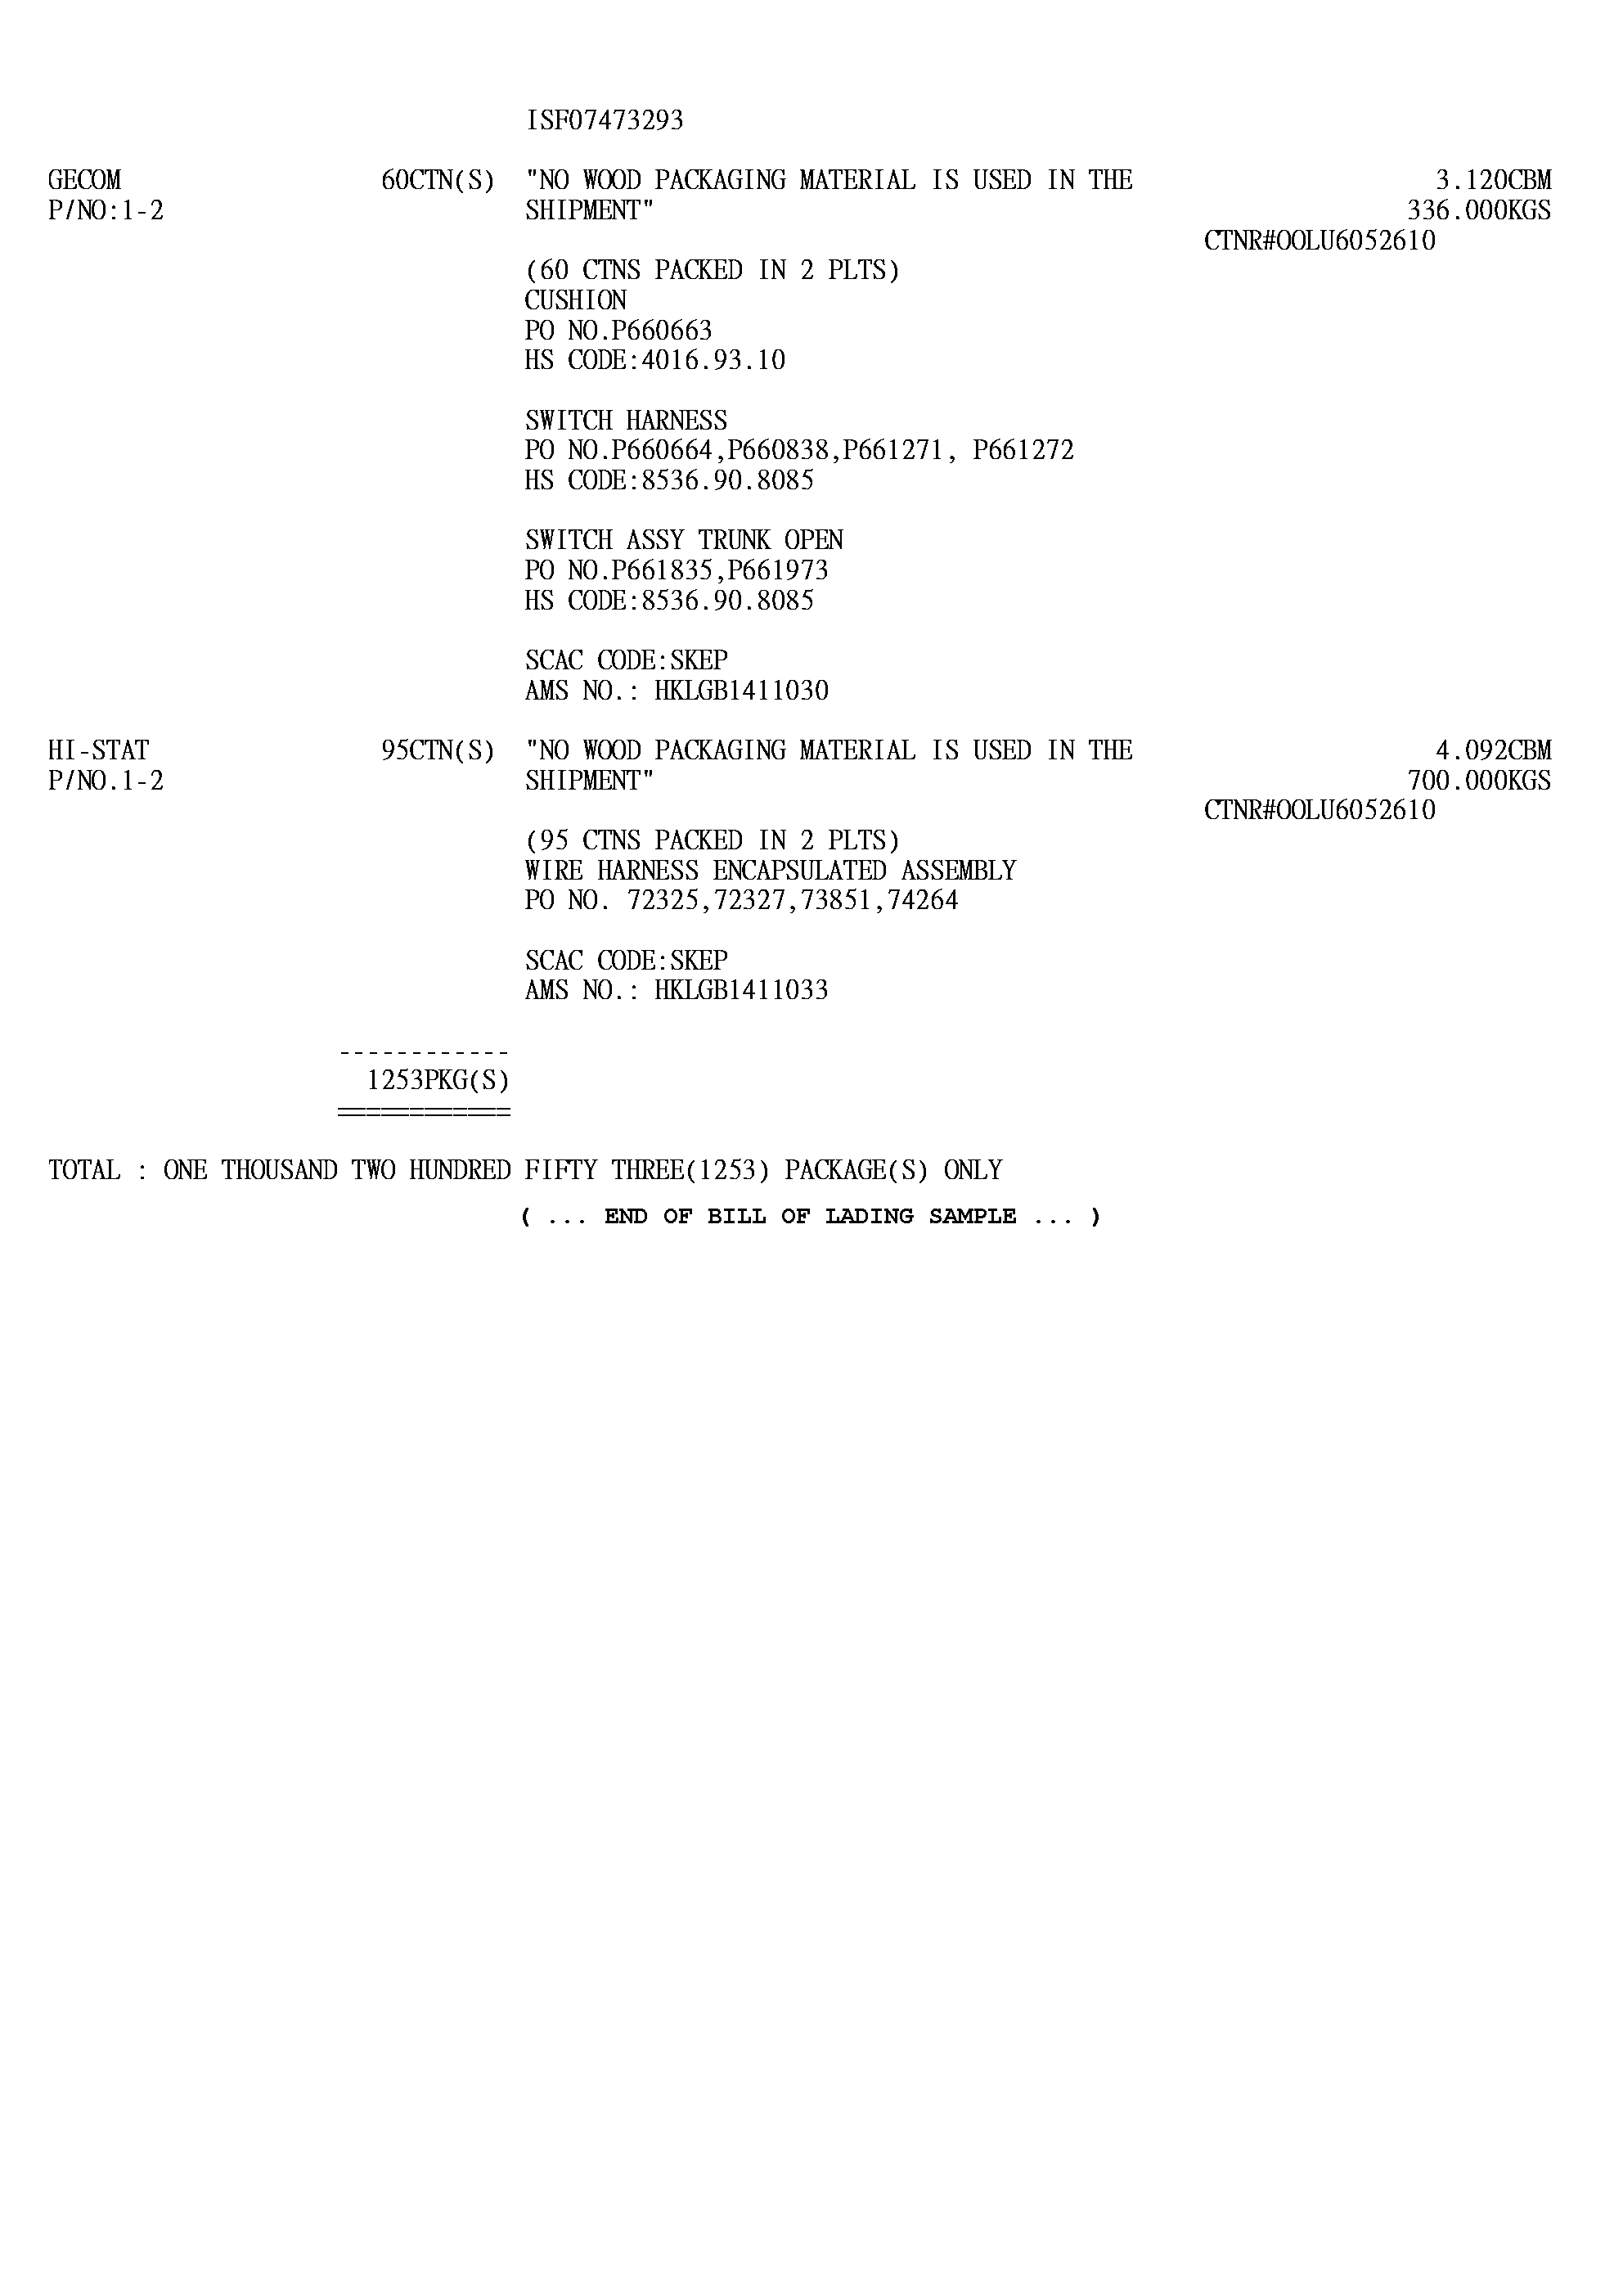 ISF07473293
GECOM 60CTN(S) "NO WOOD PACKAGING MATERIAL IS USED IN THE 3.120CBM
P/NO:1-2 SHIPMENT" 336.000KGS
CTNR#OOLU6052610
(60 CTNS PACKED IN 2 PLTS)
CUSHION
PO NO.P660663
HS CODE:4016.93.10
SWITCH HARNESS
PO NO.P660664,P660838,P661271, P661272
HS CODE:8536.90.8085
SWITCH ASSY TRUNK OPEN
PO NO.P661835,P661973
HS CODE:8536.90.8085
SCAC CODE:SKEP
AMS NO.: HKLGB1411030
HI-STAT 95CTN(S) "NO WOOD PACKAGING MATERIAL IS USED IN THE 4.092CBM
P/NO.1-2 SHIPMENT" 700.000KGS
CTNR#OOLU6052610
(95 CTNS PACKED IN 2 PLTS)
WIRE HARNESS ENCAPSULATED ASSEMBLY
PO NO. 72325,72327,73851,74264
SCAC CODE:SKEP
AMS NO.: HKLGB1411033
------------
1253PKG(S)
============
TOTAL : ONE THOUSAND TWO HUNDRED FIFTY THREE(1253) PACKAGE(S) ONLY
( ... END OF BILL OF LADING SAMPLE ... )